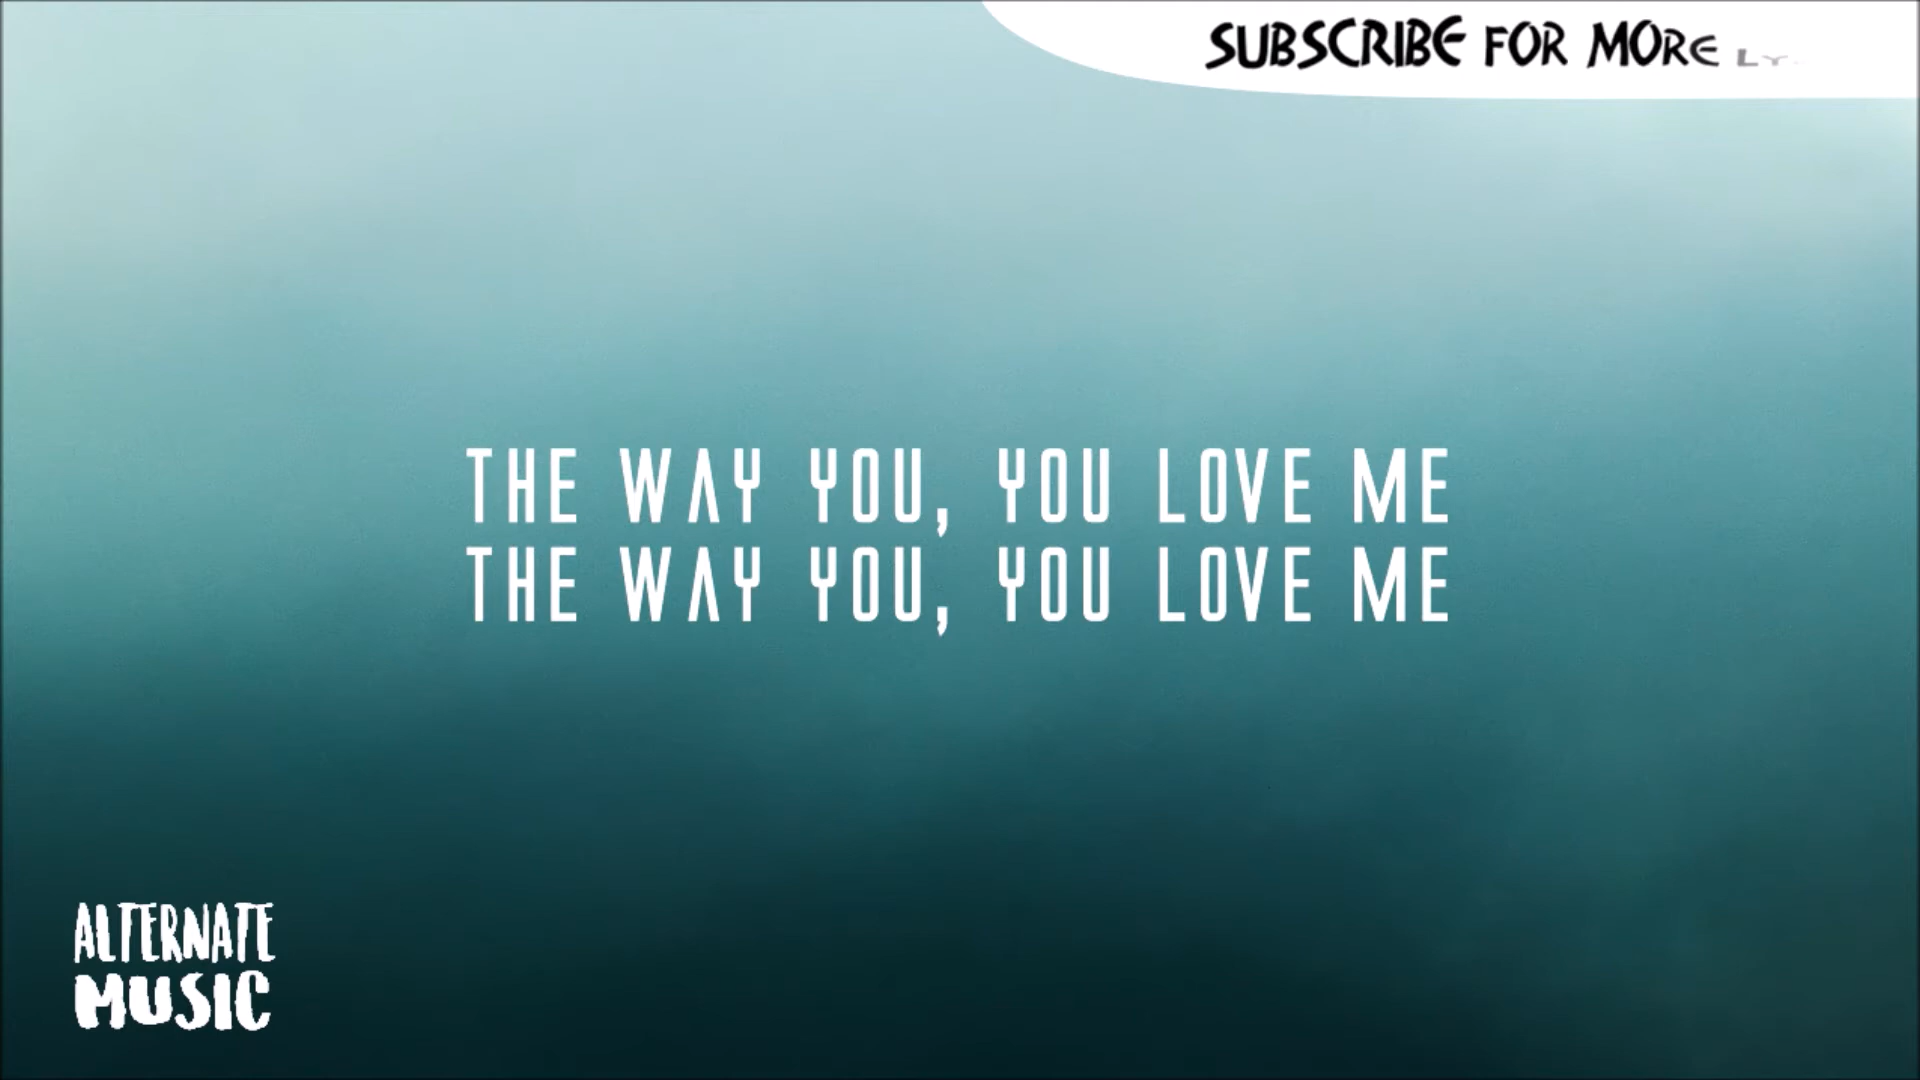 SUBSCRIBE FOR MORE
THE WAY YOU, YOU LOVE ME
THE WAY YOU, YOU LOVE ME
ALTERNATE
MUSIC